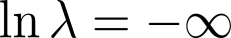 ln λ = −∞